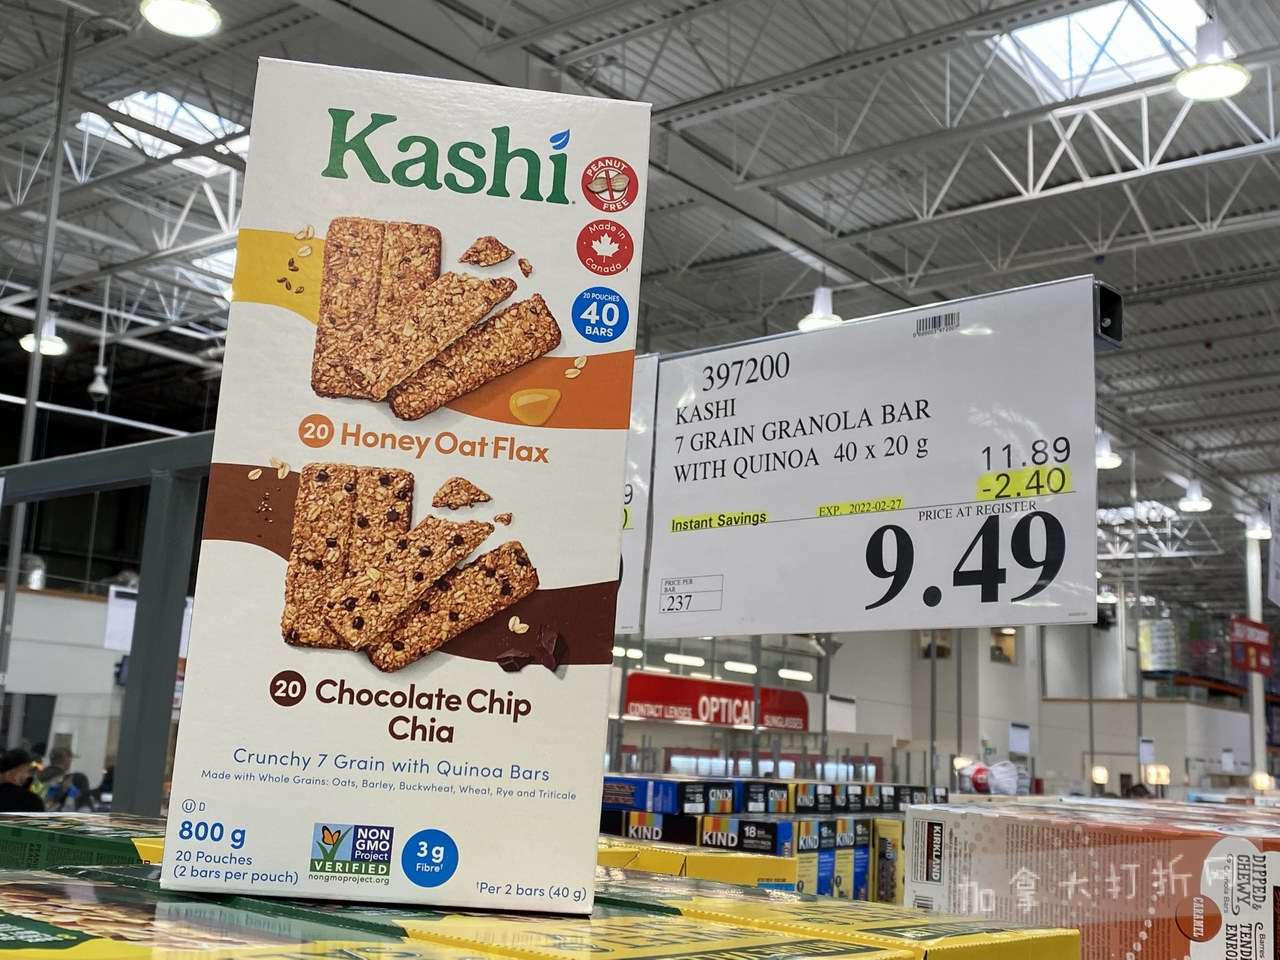 Kashi
PEANUT
FREE
Made in
Canada
20 POUCHES
40
BARS
20 Honey Oat Flax
20 Chocolate Chip
Chia
Crunchy 7 Grain with Quinoa Bars
Made with Whole Grains: Oats, Barley, Buckwheat, Wheat, Rye and Triticale
U D
800 g
20 Pouches
(2 bars per pouch)
NON
GMO
Project
VERIFIED
nongmoproject.org
3 g
Fibre†
†Per 2 bars (40 g)
397200
KASHI
7 GRAIN GRANOLA BAR
WITH QUINOA 40 x 20 g
11.89
-2.40
Instant Savings
EXP. 2022-02-27
PRICE AT REGISTER
9.49
PRICE PER
BAR
.237
CONTACT LENSES OPTICAL SUNGLASSES
KIND
KIND
KIND
KIND
KIND
KIND
18
KIRKLAND
DIPPED &
CHEWY
CARAMEL
加拿大打折网